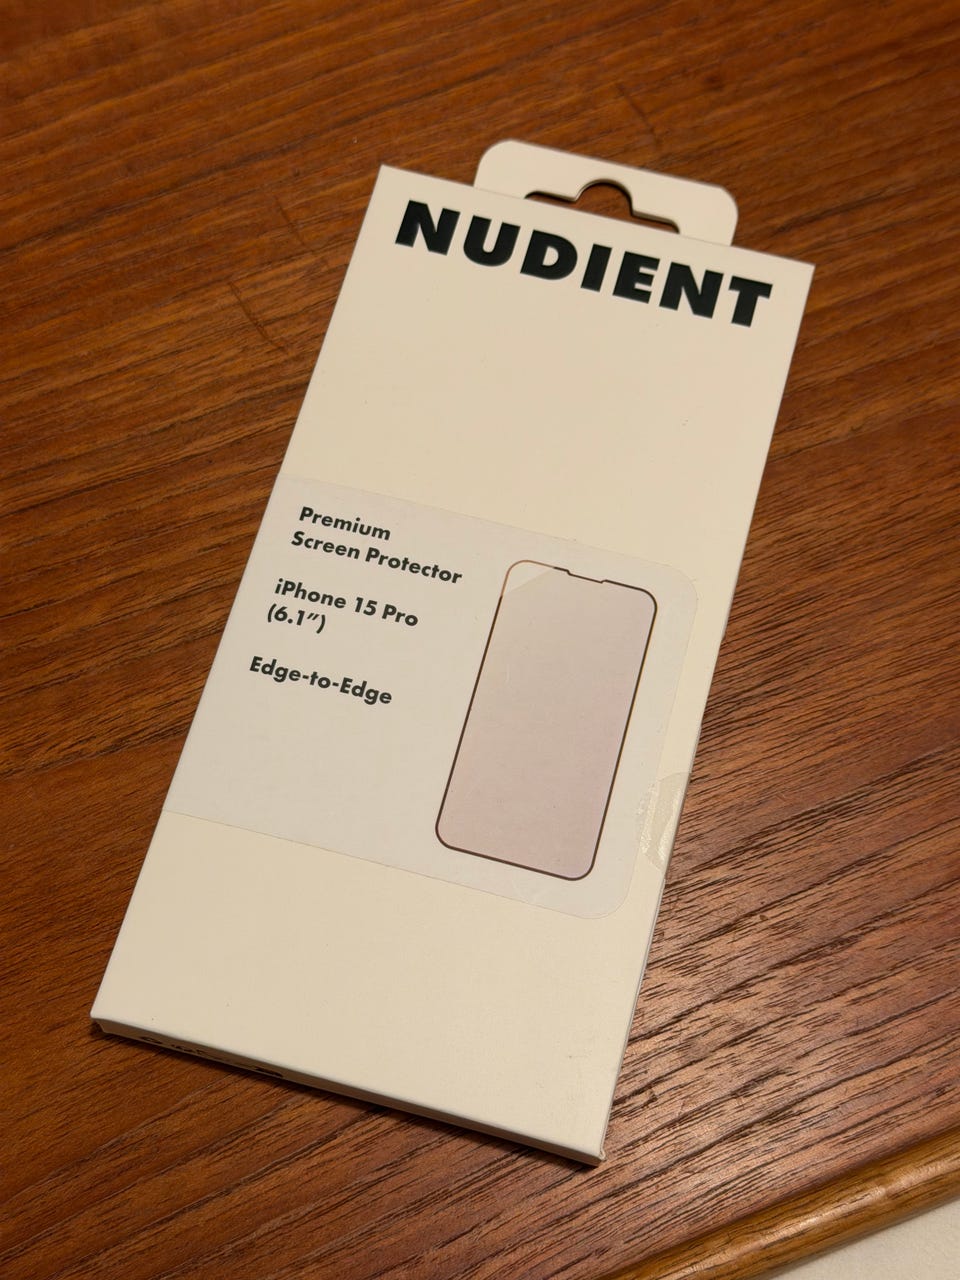 NUDIENT
Premium
Screen Protector
iPhone 15 Pro
(6.1")
Edge-to-Edge